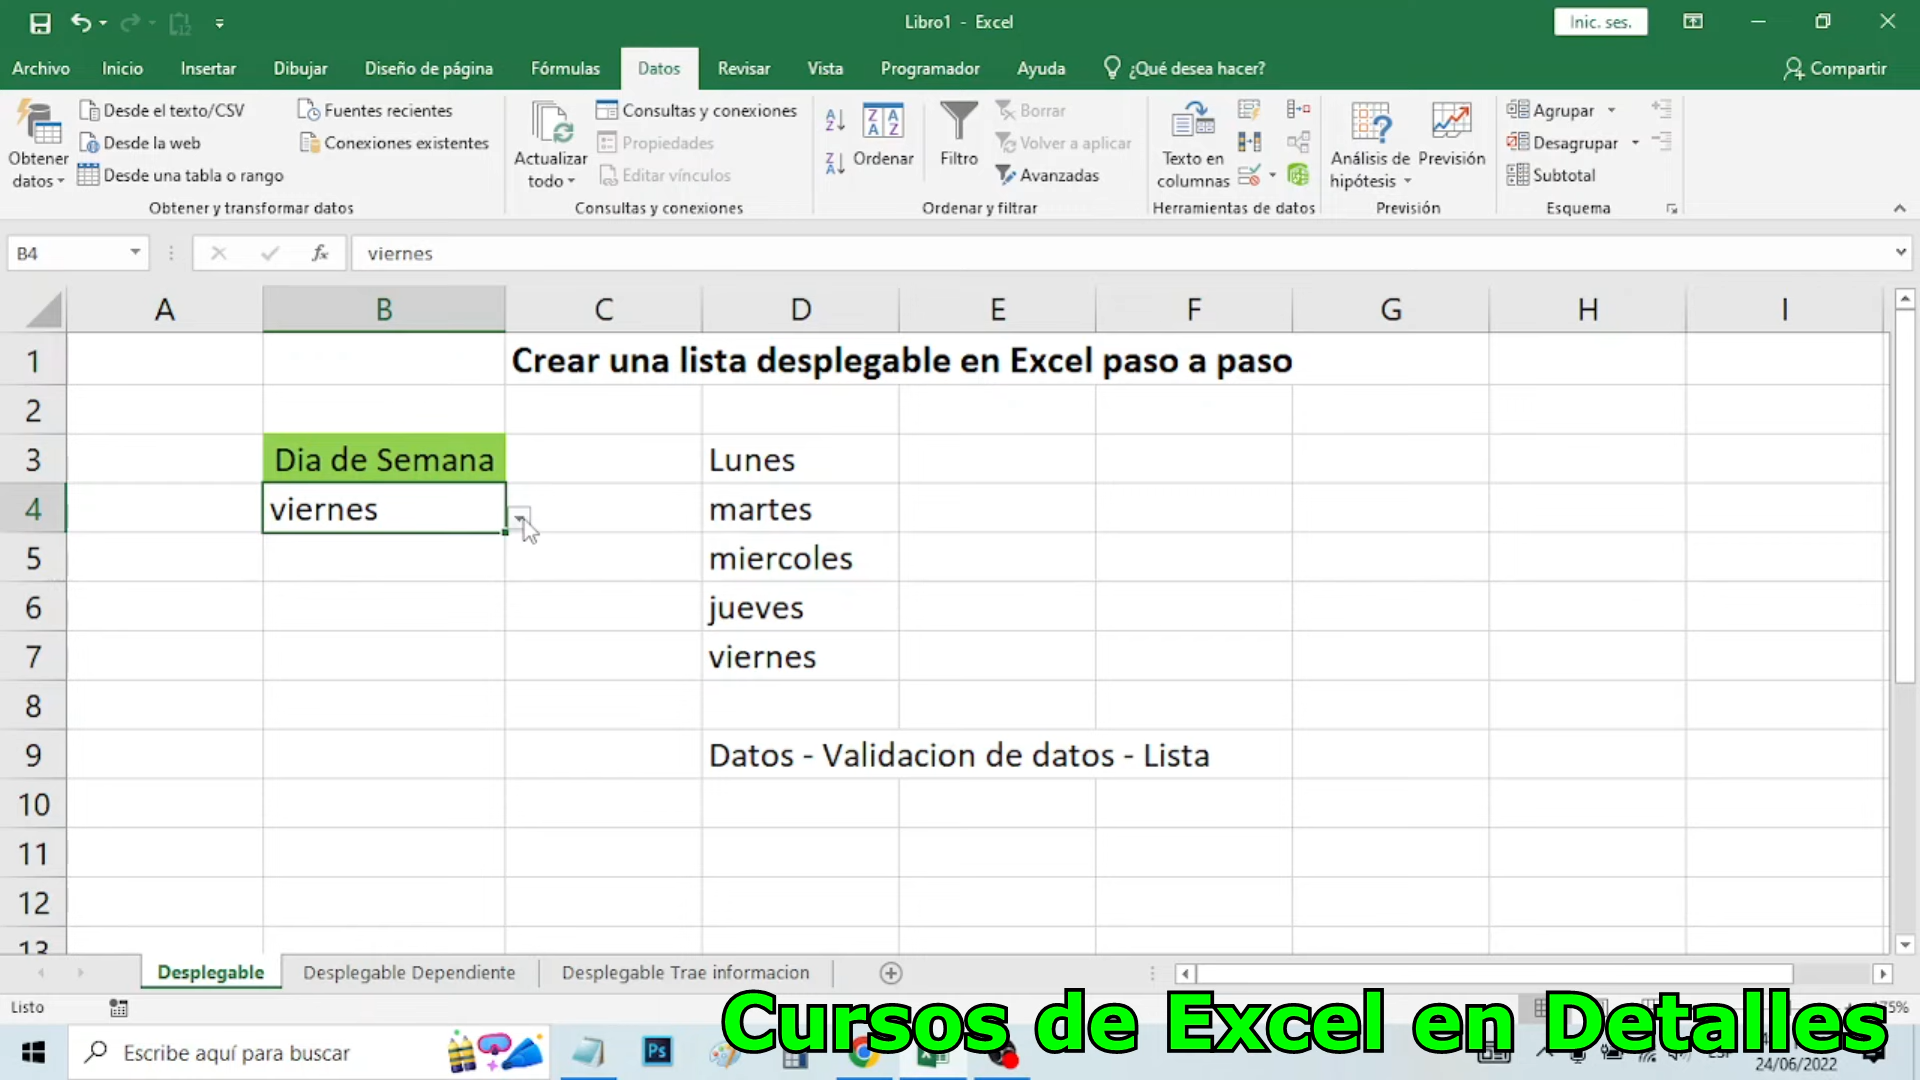 Libro1 - Excel
Inic. ses.
Archivo Inicio Insertar Dibujar Diseño de página Fórmulas Datos Revisar Vista Programador Ayuda ¿Qué desea hacer? Compartir
Obtener datos
Desde el texto/CSV
Desde la web
Desde una tabla o rango
Fuentes recientes
Conexiones existentes
Obtener y transformar datos
Actualizar todo
Consultas y conexiones
Propiedades
Editar vínculos
Consultas y conexiones
Ordenar
Filtro
Borrar
Volver a aplicar
Avanzadas
Ordenar y filtrar
Texto en columnas
Herramientas de datos
Análisis de hipótesis
Previsión
Previsión
Agrupar
Desagrupar
Subtotal
Esquema
B4 fx viernes
A B C D E F G H I
1 Crear una lista desplegable en Excel paso a paso
2
3 Dia de Semana Lunes
4 viernes martes
5 miercoles
6 jueves
7 viernes
8
9 Datos - Validacion de datos - Lista
10
11
12
13
Desplegable Desplegable Dependiente Desplegable Trae informacion
Listo
Cursos de Excel en Detalles
Escribe aquí para buscar
Ps
24/06/2022